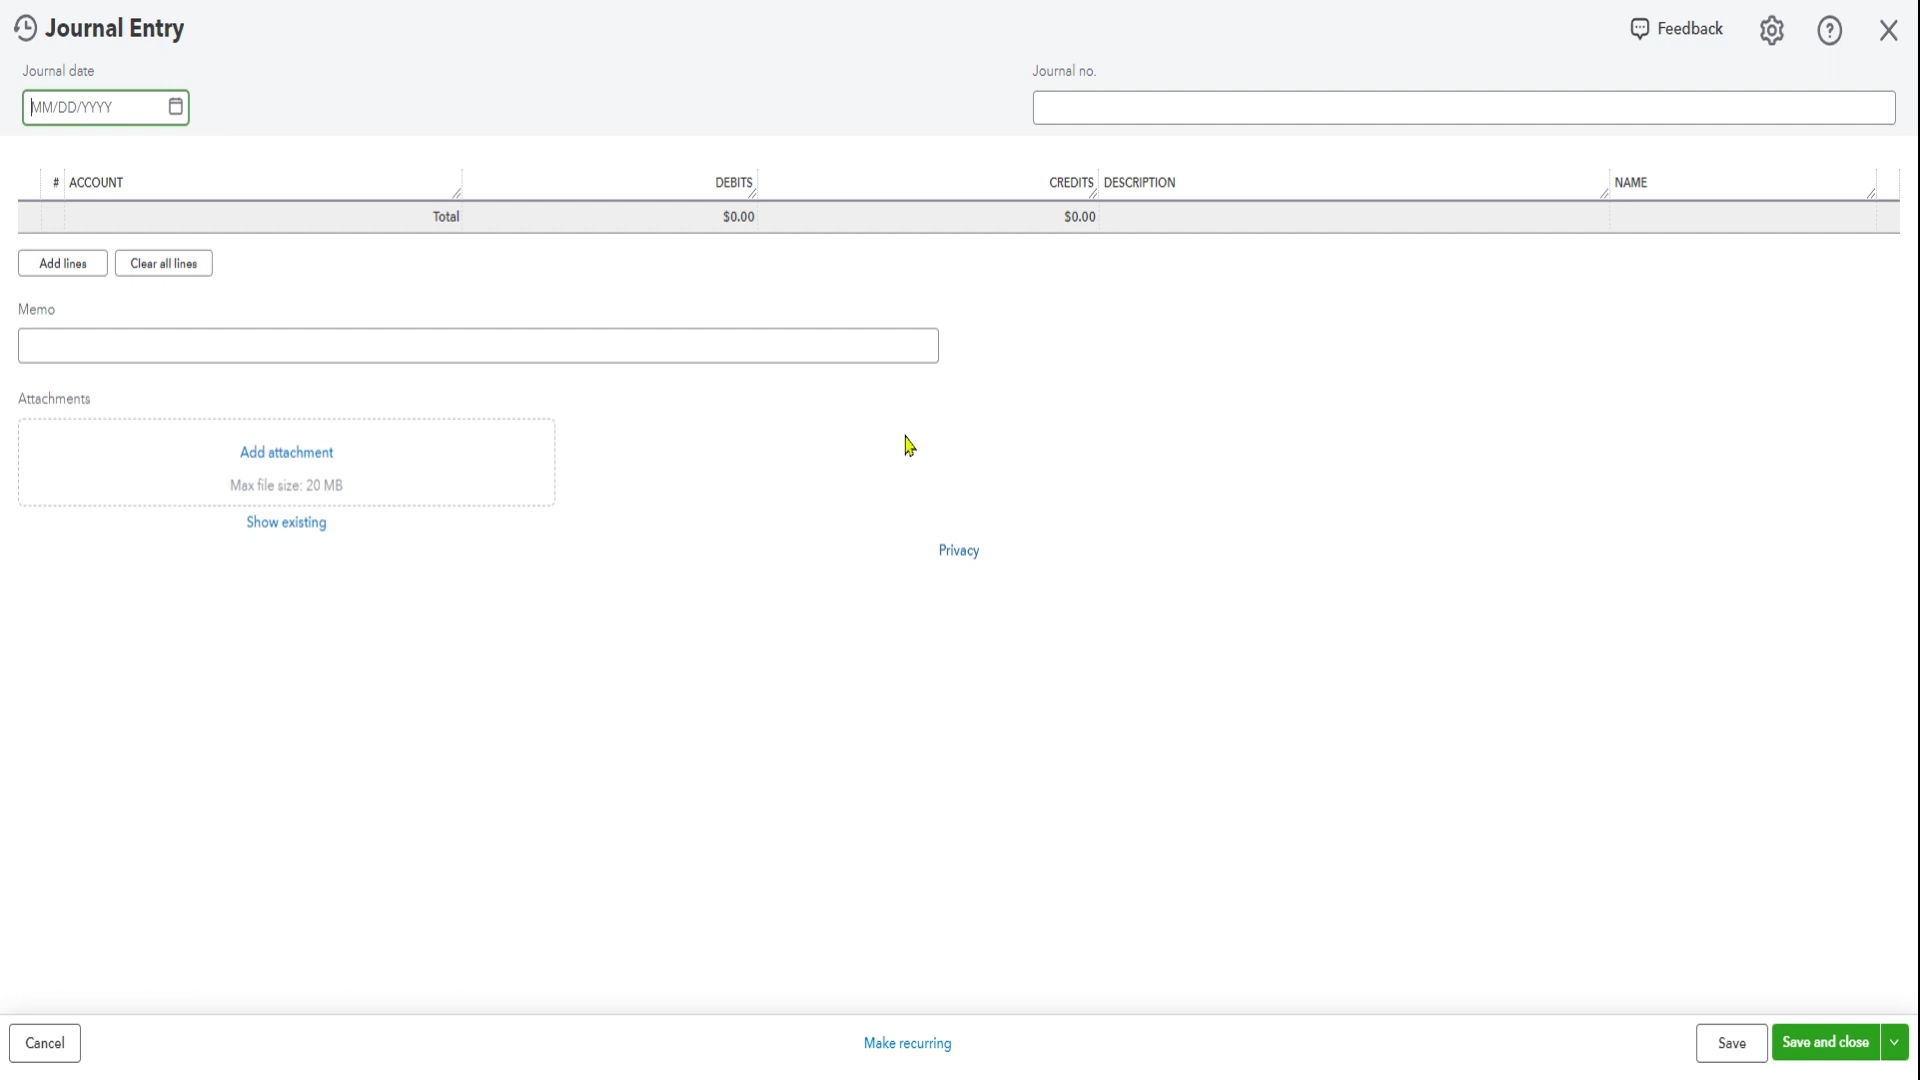 Journal Entry
Feedback
Journal date
Journal no.
MM/DD/YYYY
# ACCOUNT DEBITS CREDITS DESCRIPTION NAME
Total $0.00 $0.00
Add lines Clear all lines
Memo
Attachments
Add attachment
Max file size: 20 MB
Show existing
Privacy
Cancel Make recurring Save Save and close